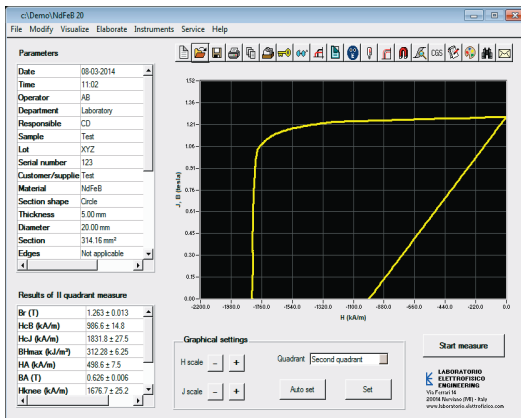 c:\Demo\NdFeB 20
File Modify Visualize Elaborate Instruments Service Help
Parameters
Date 08-03-2014
Time 11:02
Operator AB
Department Laboratory
Responsible CD
Sample Test
Lot XYZ
Serial number 123
Customer/supplie Test
Material NdFeB
Section shape Circle
Thickness 5.00 mm
Diameter 20.00 mm
Section 314.16 mm²
Edges Not applicable
Results of II quadrant measure
Br (T) 1.263 ± 0.013
HcB (kA/m) 986.6 ± 14.8
HcJ (kA/m) 1831.8 ± 27.5
BHmax (kJ/m³) 312.28 ± 6.25
HA (kA/m) 498.6 ± 7.5
BA (T) 0.626 ± 0.006
Hknee (kA/m) 1676.7 ± 25.2
CGS
J, B (tesla)
1.52
1.36
1.21
1.06
0.91
0.76
0.61
0.45
0.30
0.15
0.00
-2200.0 -1980.0 -1760.0 -1540.0 -1320.0 -1100.0 -880.0 -660.0 -440.0 -220.0 0.0
H (kA/m)
Graphical settings
H scale - +
Quadrant Second quadrant
J scale - +
Auto set
Set
Start measure
LABORATORIO
ELETTROFISICO
ENGINEERING
Via Ferrari 14
20014 Nerviano (MI) - Italy
www.laboratorio.elettrofisico.com